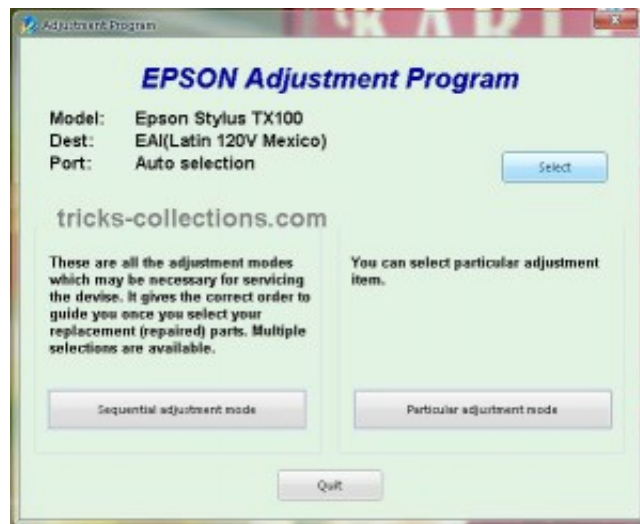 Adjustment Program
EPSON Adjustment Program
Model: Epson Stylus TX100
Dest: EAI(Latin 120V Mexico)
Port: Auto selection
Select
tricks-collections.com
These are all the adjustment modes
which may be necessary for servicing
the devise. It gives the correct order to
guide you once you select your
replacement (repaired) parts. Multiple
selections are available.
Sequential adjustment mode
You can select particular adjustment
item.
Particular adjustment mode
Quit